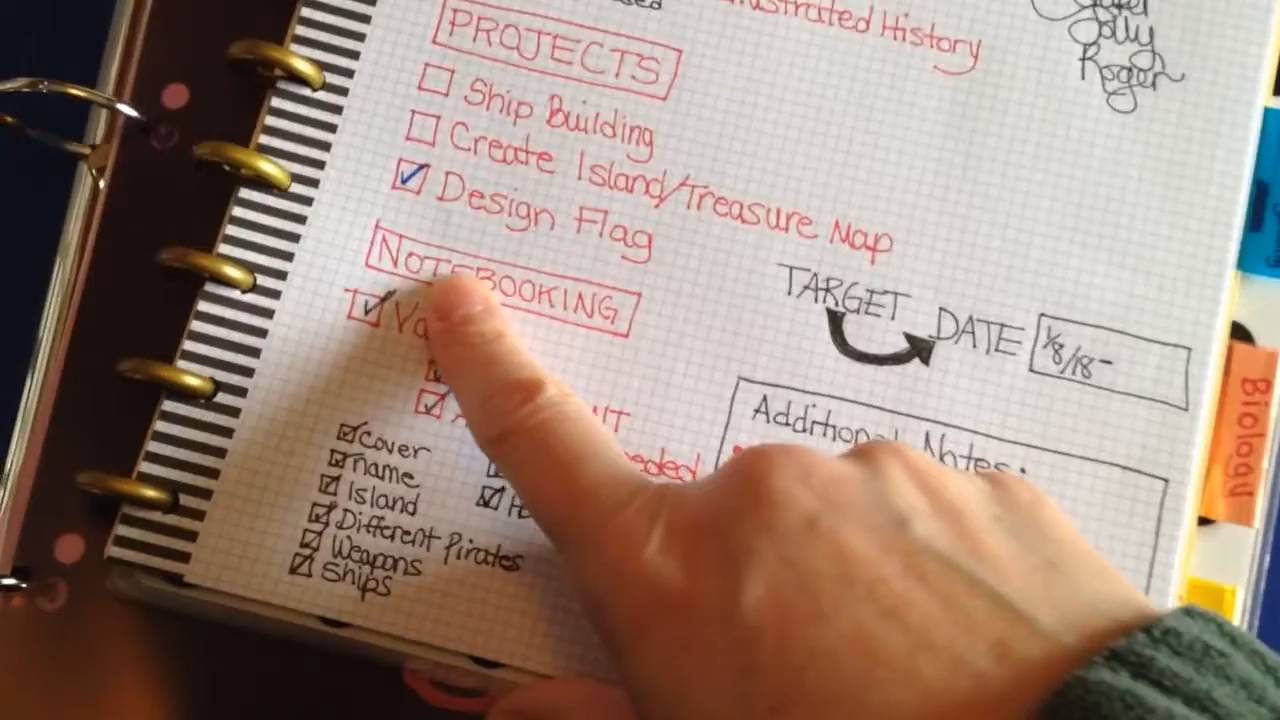 Illustrated History
Jolly
Roger
PROJECTS
Ship Building
Create Island/Treasure Map
Design Flag
NOTEBOOKING
TARGET DATE 1/8/18
Additional Notes:
Cover
name
Island
Different Pirates
Weapons
Ships
Biology